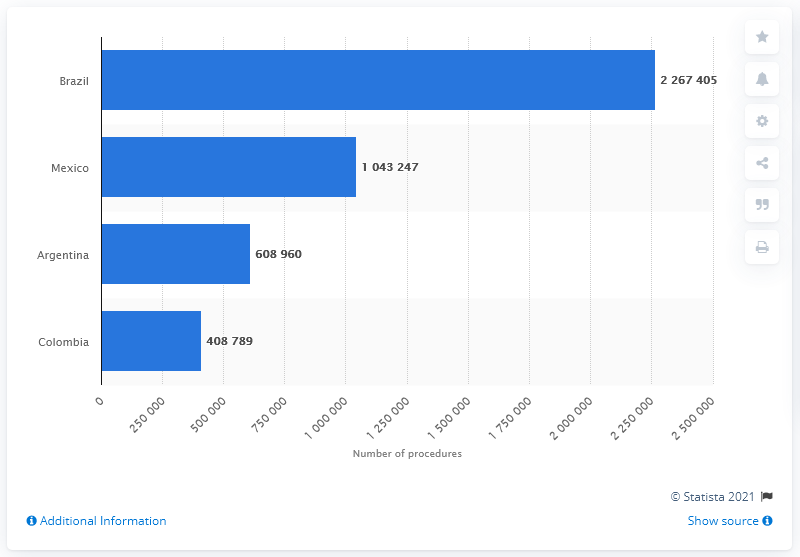 Brazil
2 267 405
Mexico
1 043 247
Argentina
608 960
Colombia
408 789
0
250 000
500 000
750 000
1 000 000
1 250 000
1 500 000
1 750 000
2 000 000
2 250 000
2 500 000
Number of procedures
© Statista 2021
Additional Information
Show source